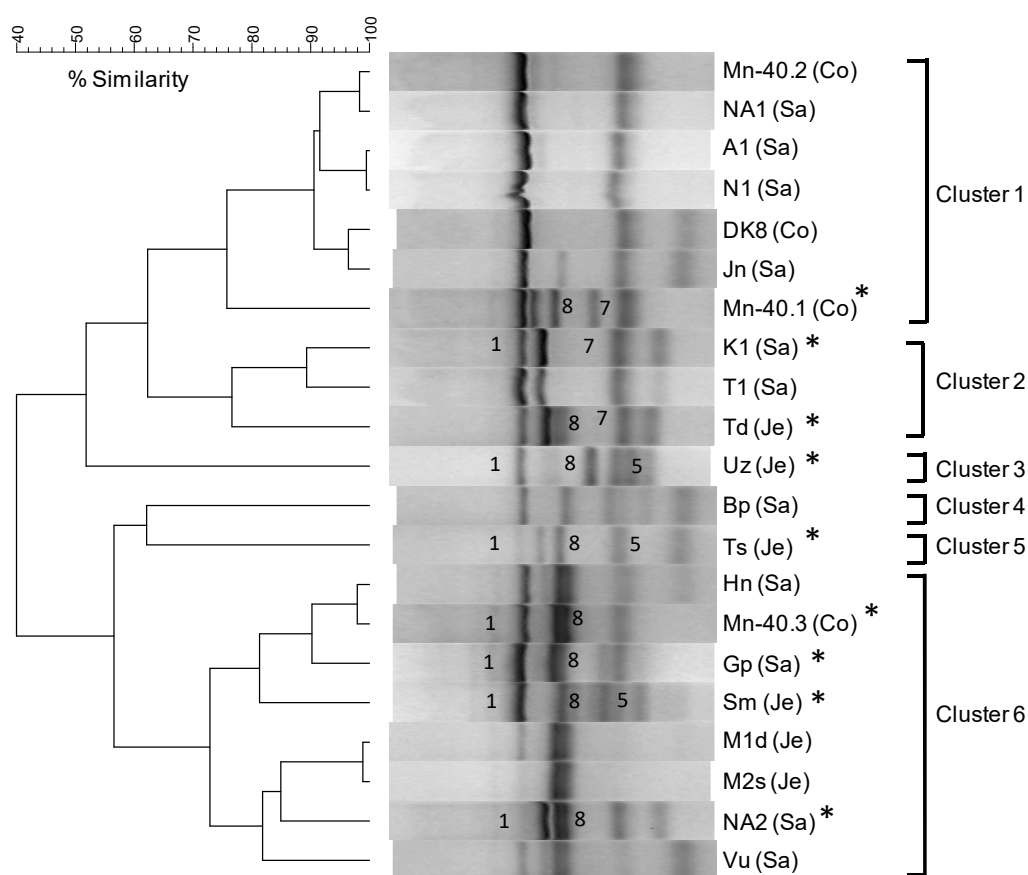 40 50 60 70 80 90 100
% Similarity
Mn-40.2 (Co)
NA1 (Sa)
A1 (Sa)
N1 (Sa)
Cluster 1
DK8 (Co)
Jn (Sa)
8 7 Mn-40.1 (Co)*
1 7 K1 (Sa) *
T1 (Sa)
Cluster 2
8 7 Td (Je) *
1 8 5 Uz (Je) *
Cluster 3
Bp (Sa)
Cluster 4
1 8 5 Ts (Je) *
Cluster 5
Hn (Sa)
1 8 Mn-40.3 (Co) *
1 8 Gp (Sa) *
1 8 5 Sm (Je) *
Cluster 6
M1d (Je)
M2s (Je)
1 8 NA2 (Sa)*
Vu (Sa)